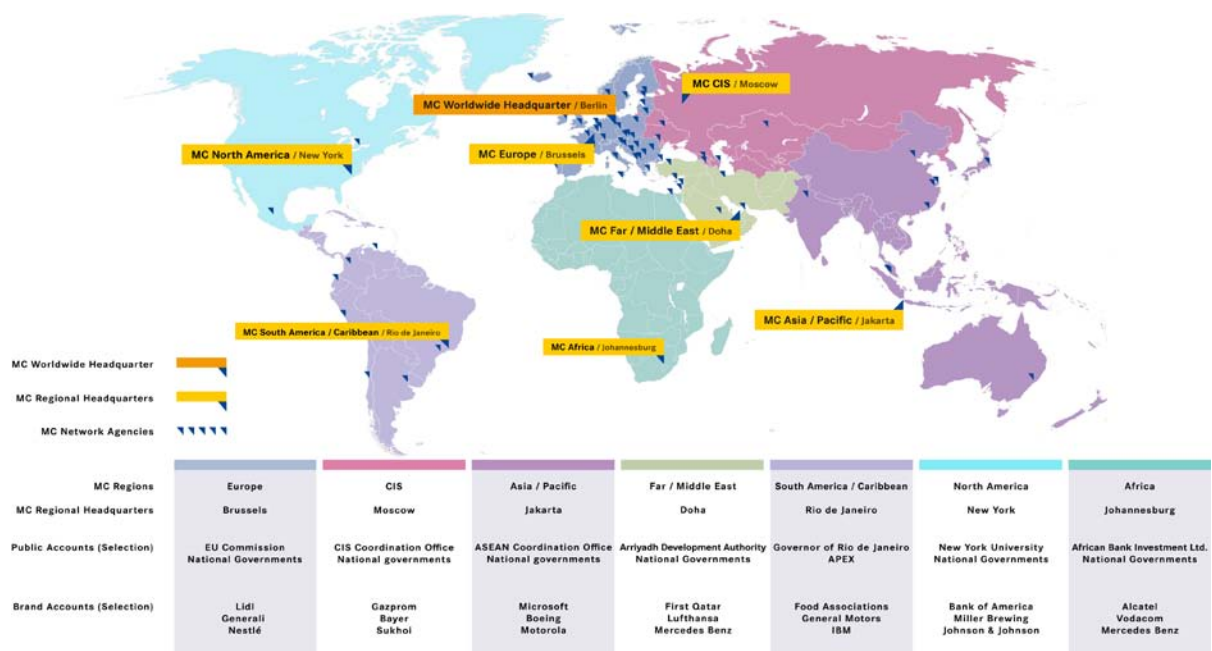 MC CIS / Moscow
MC Worldwide Headquarter / Berlin
MC North America / New York
MC Europe / Brussels
MC Far / Middle East / Doha
MC Asia / Pacific / Jakarta
MC South America / Caribbean / Rio de Janeiro
MC Africa / Johannesburg
MC Worldwide Headquarter
MC Regional Headquarters
MC Network Agencies
MC Regions Europe CIS Asia / Pacific Far / Middle East South America / Caribbean North America Africa
MC Regional Headquarters Brussels Moscow Jakarta Doha Rio de Janeiro New York Johannesburg
Public Accounts (Selection) EU Commission CIS Coordination Office ASEAN Coordination Office Arriyadh Development Authority Governor of Rio de Janeiro New York University African Bank Investment Ltd.
National Governments National governments National governments National Governments APEX National Governments National Governments
Brand Accounts (Selection) Lidl Gazprom Microsoft First Qatar Food Associations Bank of America Alcatel
Generali Bayer Boeing Lufthansa General Motors Miller Brewing Vodacom
Nestlé Sukhoi Motorola Mercedes Benz IBM Johnson & Johnson Mercedes Benz